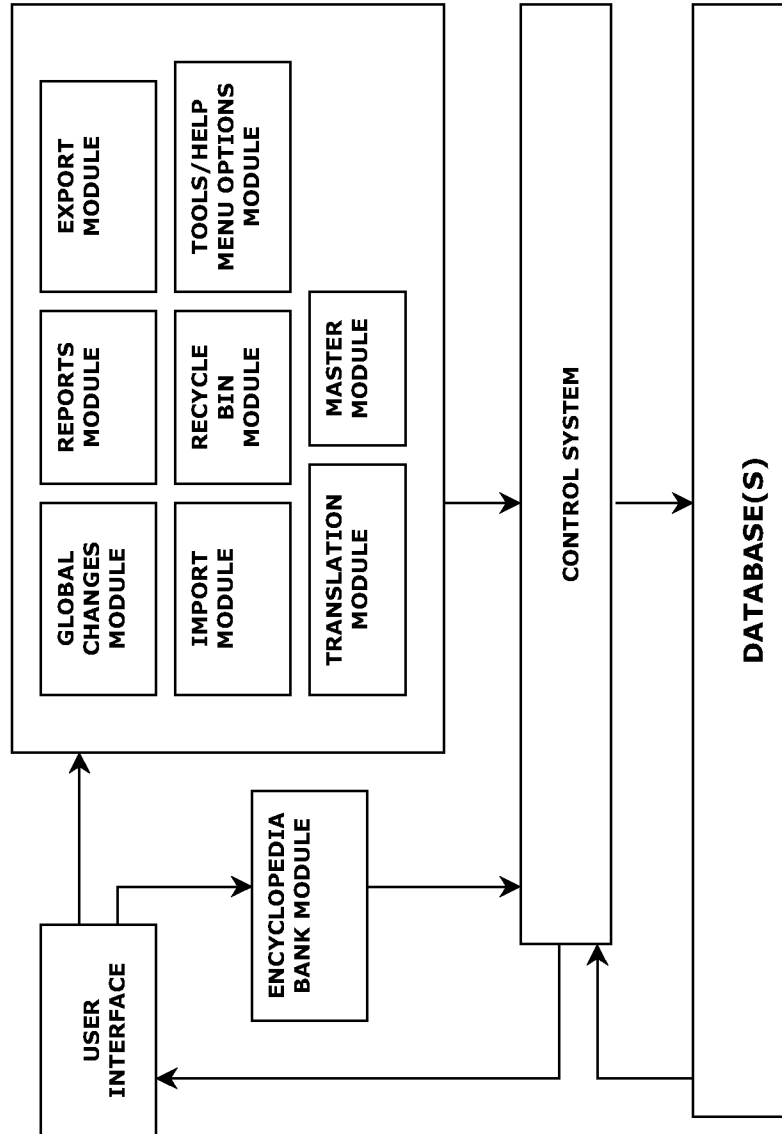 USER
INTERFACE
ENCYCLOPEDIA
BANK MODULE
GLOBAL
CHANGES
MODULE
REPORTS
MODULE
EXPORT
MODULE
IMPORT
MODULE
RECYCLE
BIN
MODULE
TOOLS/HELP
MENU OPTIONS
MODULE
TRANSLATION
MODULE
MASTER
MODULE
CONTROL SYSTEM
DATABASE(S)